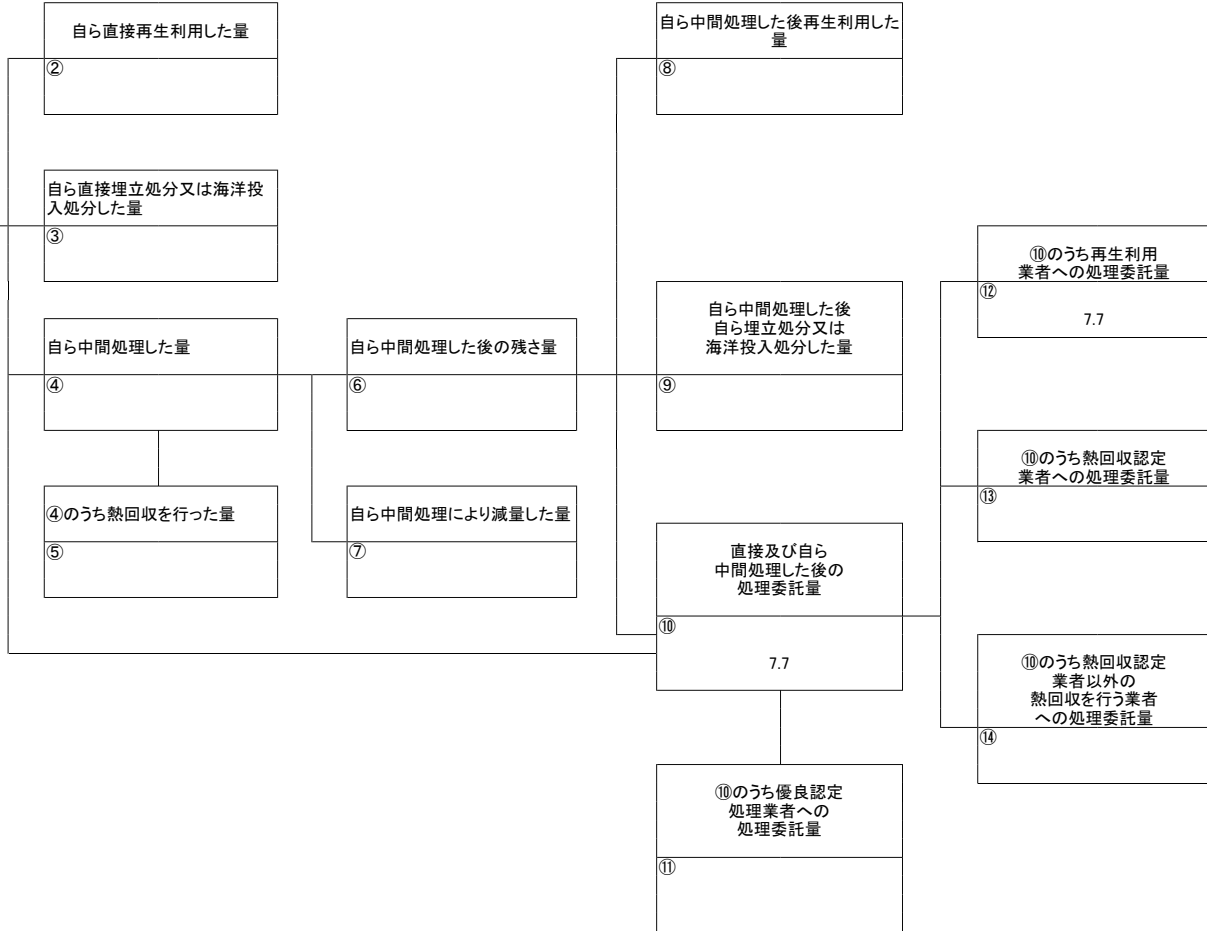 自ら直接再生利用した量
②
自ら中間処理した後再生利用した
量
⑧
自ら直接埋立処分又は海洋投
入処分した量
③
⑩のうち再生利用
業者への処理委託量
⑫
7.7
自ら中間処理した量
④
自ら中間処理した後の残さ量
⑥
自ら中間処理した後
自ら埋立処分又は
海洋投入処分した量
⑨
⑩のうち熱回収認定
業者への処理委託量
⑬
④のうち熱回収を行った量
⑤
自ら中間処理により減量した量
⑦
直接及び自ら
中間処理した後の
処理委託量
⑩
7.7
⑩のうち熱回収認定
業者以外の
熱回収を行う業者
への処理委託量
⑭
⑩のうち優良認定
処理業者への
処理委託量
⑪